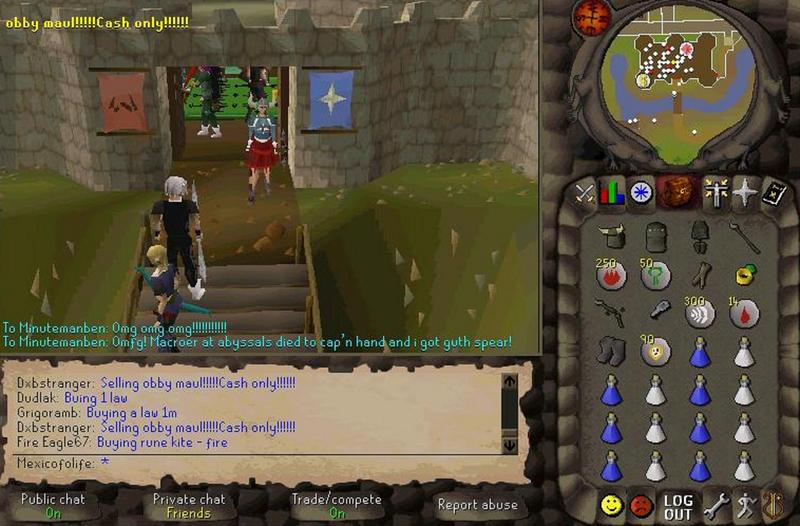 obby maul!!!!!Cash only!!!!!!
To Minutemanben: Omg omg omg!!!!!!!!!!!
To Minutemanben: Omfg! Macroer at abyssals died to cap'n hand and i got guth spear!
Dxbstranger: Selling obby maul!!!!!Cash only!!!!!!
Dudlak: Buing 1 law
Grigoramb: Buying a law 1m
Dxbstranger: Selling obby maul!!!!!Cash only!!!!!!
Fire Eagle67: Buying rune kite - fire
Mexicofolife: *
250
50
300
14
90
Public chat
On
Private chat
Friends
Trade/compete
On
Report abuse
LOG
OUT